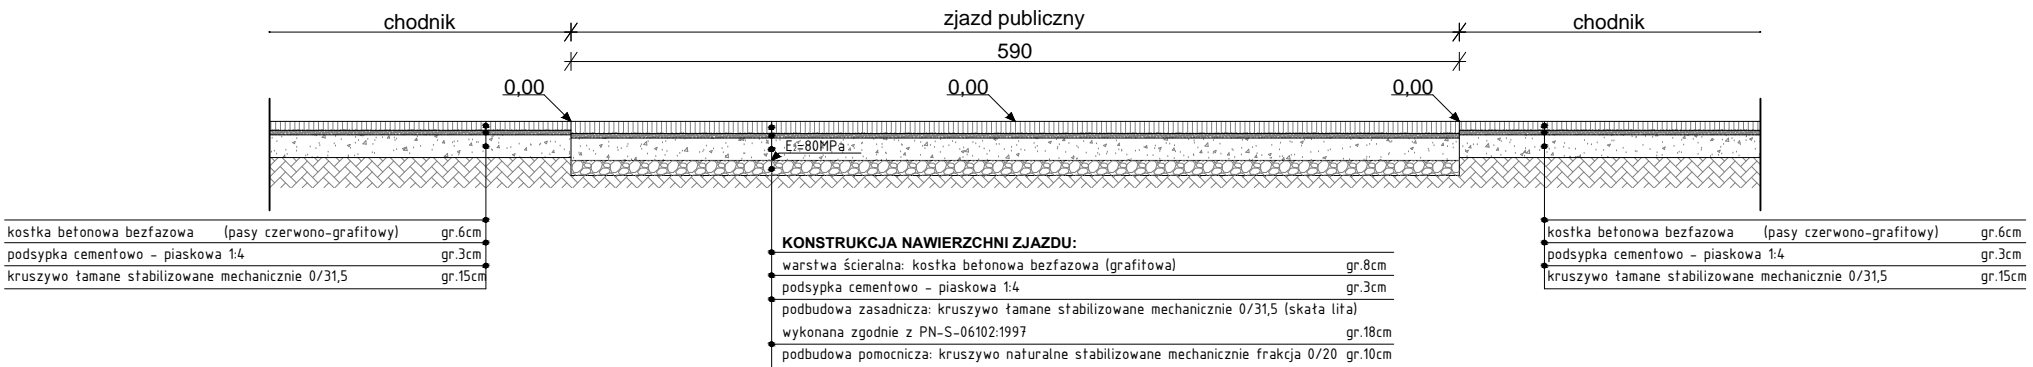 chodnik
zjazd publiczny
chodnik
590
0,00
0,00
0,00
E₂=80MPa
kostka betonowa bezfazowa (pasy czerwono-grafitowy) gr.6cm
podsypka cementowo - piaskowa 1:4 gr.3cm
kruszywo łamane stabilizowane mechanicznie 0/31,5 gr.15cm
KONSTRUKCJA NAWIERZCHNI ZJAZDU:
warstwa ścieralna: kostka betonowa bezfazowa (grafitowa) gr.8cm
podsypka cementowo - piaskowa 1:4 gr.3cm
podbudowa zasadnicza: kruszywo łamane stabilizowane mechanicznie 0/31,5 (skała lita)
wykonana zgodnie z PN-S-06102:1997 gr.18cm
podbudowa pomocnicza: kruszywo naturalne stabilizowane mechanicznie frakcja 0/20 gr.10cm
kostka betonowa bezfazowa (pasy czerwono-grafitowy) gr.6cm
podsypka cementowo - piaskowa 1:4 gr.3cm
kruszywo łamane stabilizowane mechanicznie 0/31,5 gr.15cm